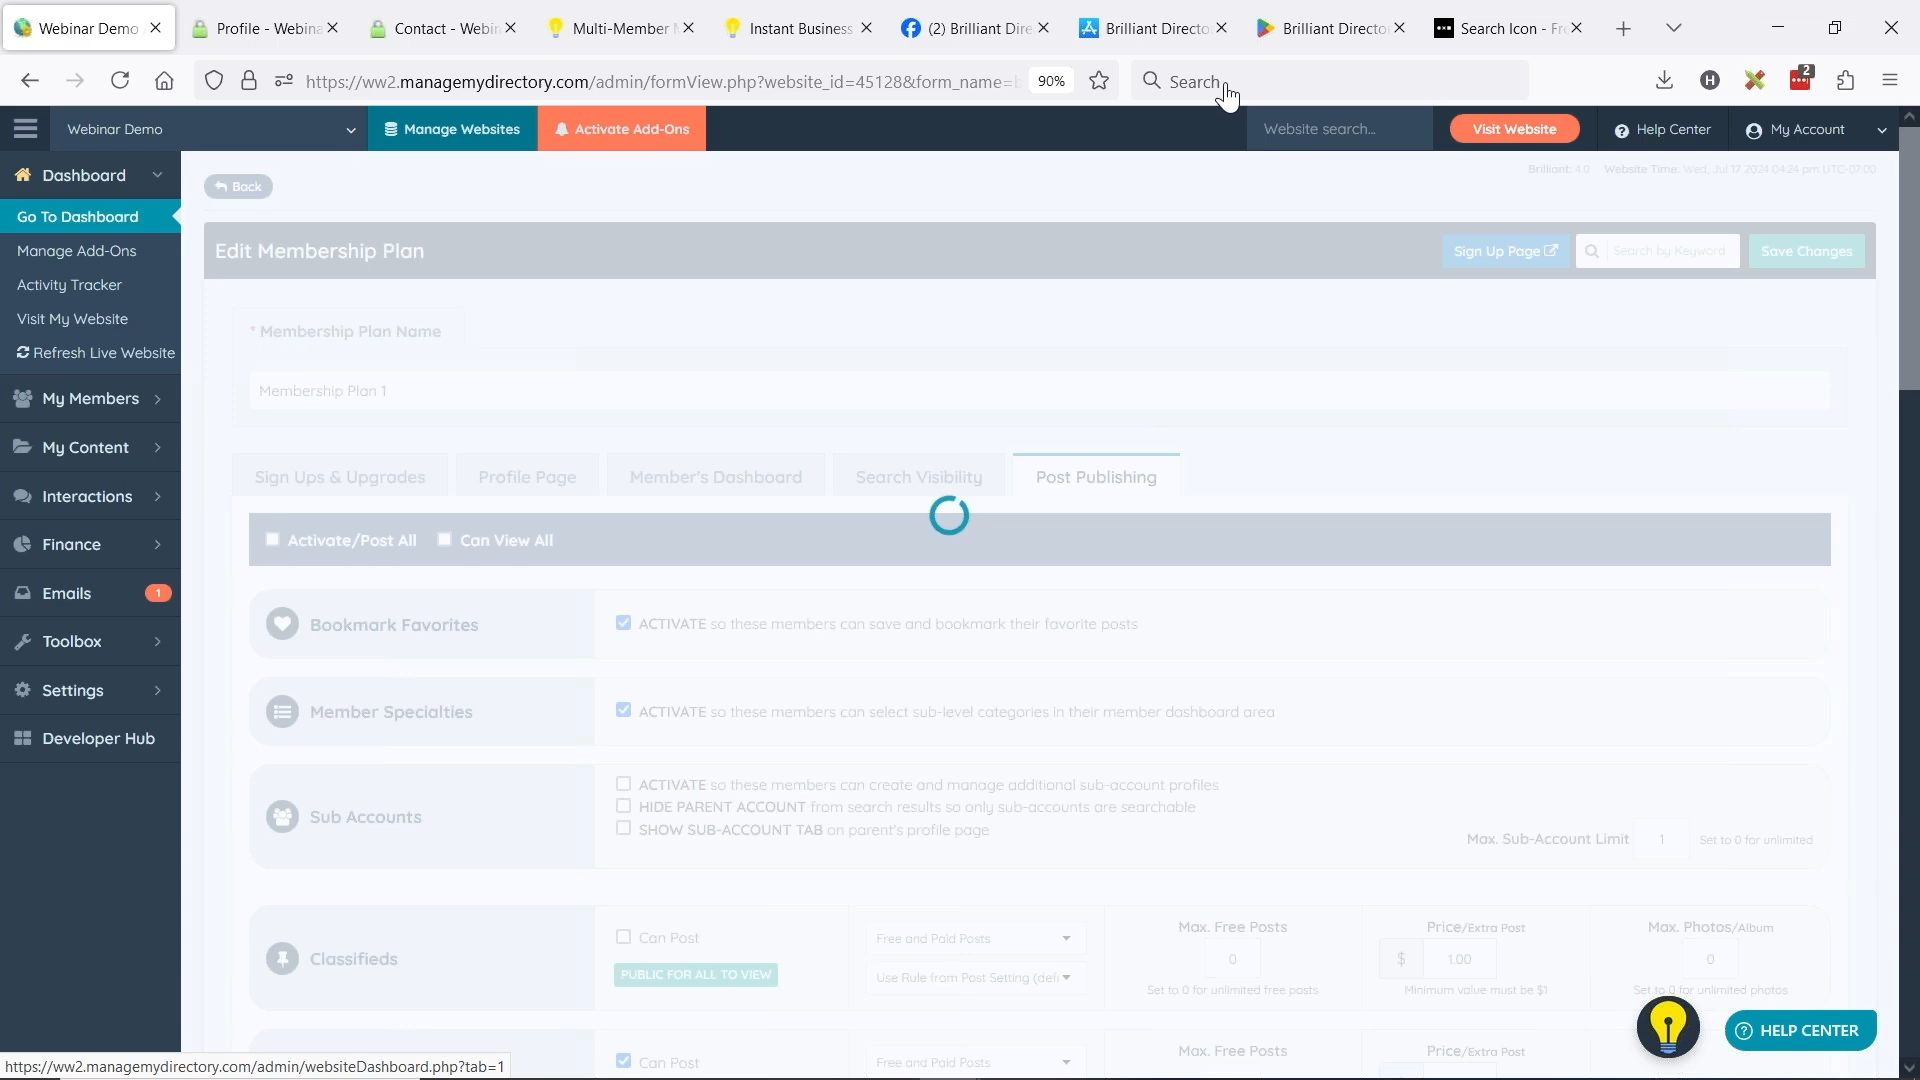 Webinar Demo
Profile - Webina
Contact - Webin
Multi-Member M
Instant Business
(2) Brilliant Dire
Brilliant Directo
Brilliant Directo
Search Icon - Fr
https://ww2.managemydirectory.com/admin/formView.php?website_id=45128&form_name=b
90%
Search
2
Webinar Demo
Manage Websites
Activate Add-Ons
Website search...
Visit Website
Help Center
My Account
Dashboard
Go To Dashboard
Manage Add-Ons
Activity Tracker
Visit My Website
Refresh Live Website
My Members
My Content
Interactions
Finance
Emails
1
Toolbox
Settings
Developer Hub
Back
Brilliant: 4.0 Website Time: Wed, Jul 17 2024 04:24 pm UTC-07:00
Edit Membership Plan
Sign Up Page
Search by Keyword
Save Changes
* Membership Plan Name
Membership Plan 1
Sign Ups & Upgrades
Profile Page
Member's Dashboard
Search Visibility
Post Publishing
Activate/Post All
Can View All
Bookmark Favorites
ACTIVATE so these members can save and bookmark their favorite posts
Member Specialties
ACTIVATE so these members can select sub-level categories in their member dashboard area
Sub Accounts
ACTIVATE so these members can create and manage additional sub-account profiles
HIDE PARENT ACCOUNT from search results so only sub-accounts are searchable
SHOW SUB-ACCOUNT TAB on parent's profile page
Max. Sub-Account Limit 1 Set to 0 for unlimited
Classifieds
Can Post
PUBLIC FOR ALL TO VIEW
Free and Paid Posts
Use Rule from Post Setting (def
Max. Free Posts
0
Set to 0 for unlimited free posts
Price/Extra Post
$ 1.00
Minimum value must be $1
Max. Photos/Album
0
Set to 0 for unlimited photos
Can Post
Free and Paid Posts
Max. Free Posts
Price/Extra Post
HELP CENTER
https://ww2.managemydirectory.com/admin/websiteDashboard.php?tab=1